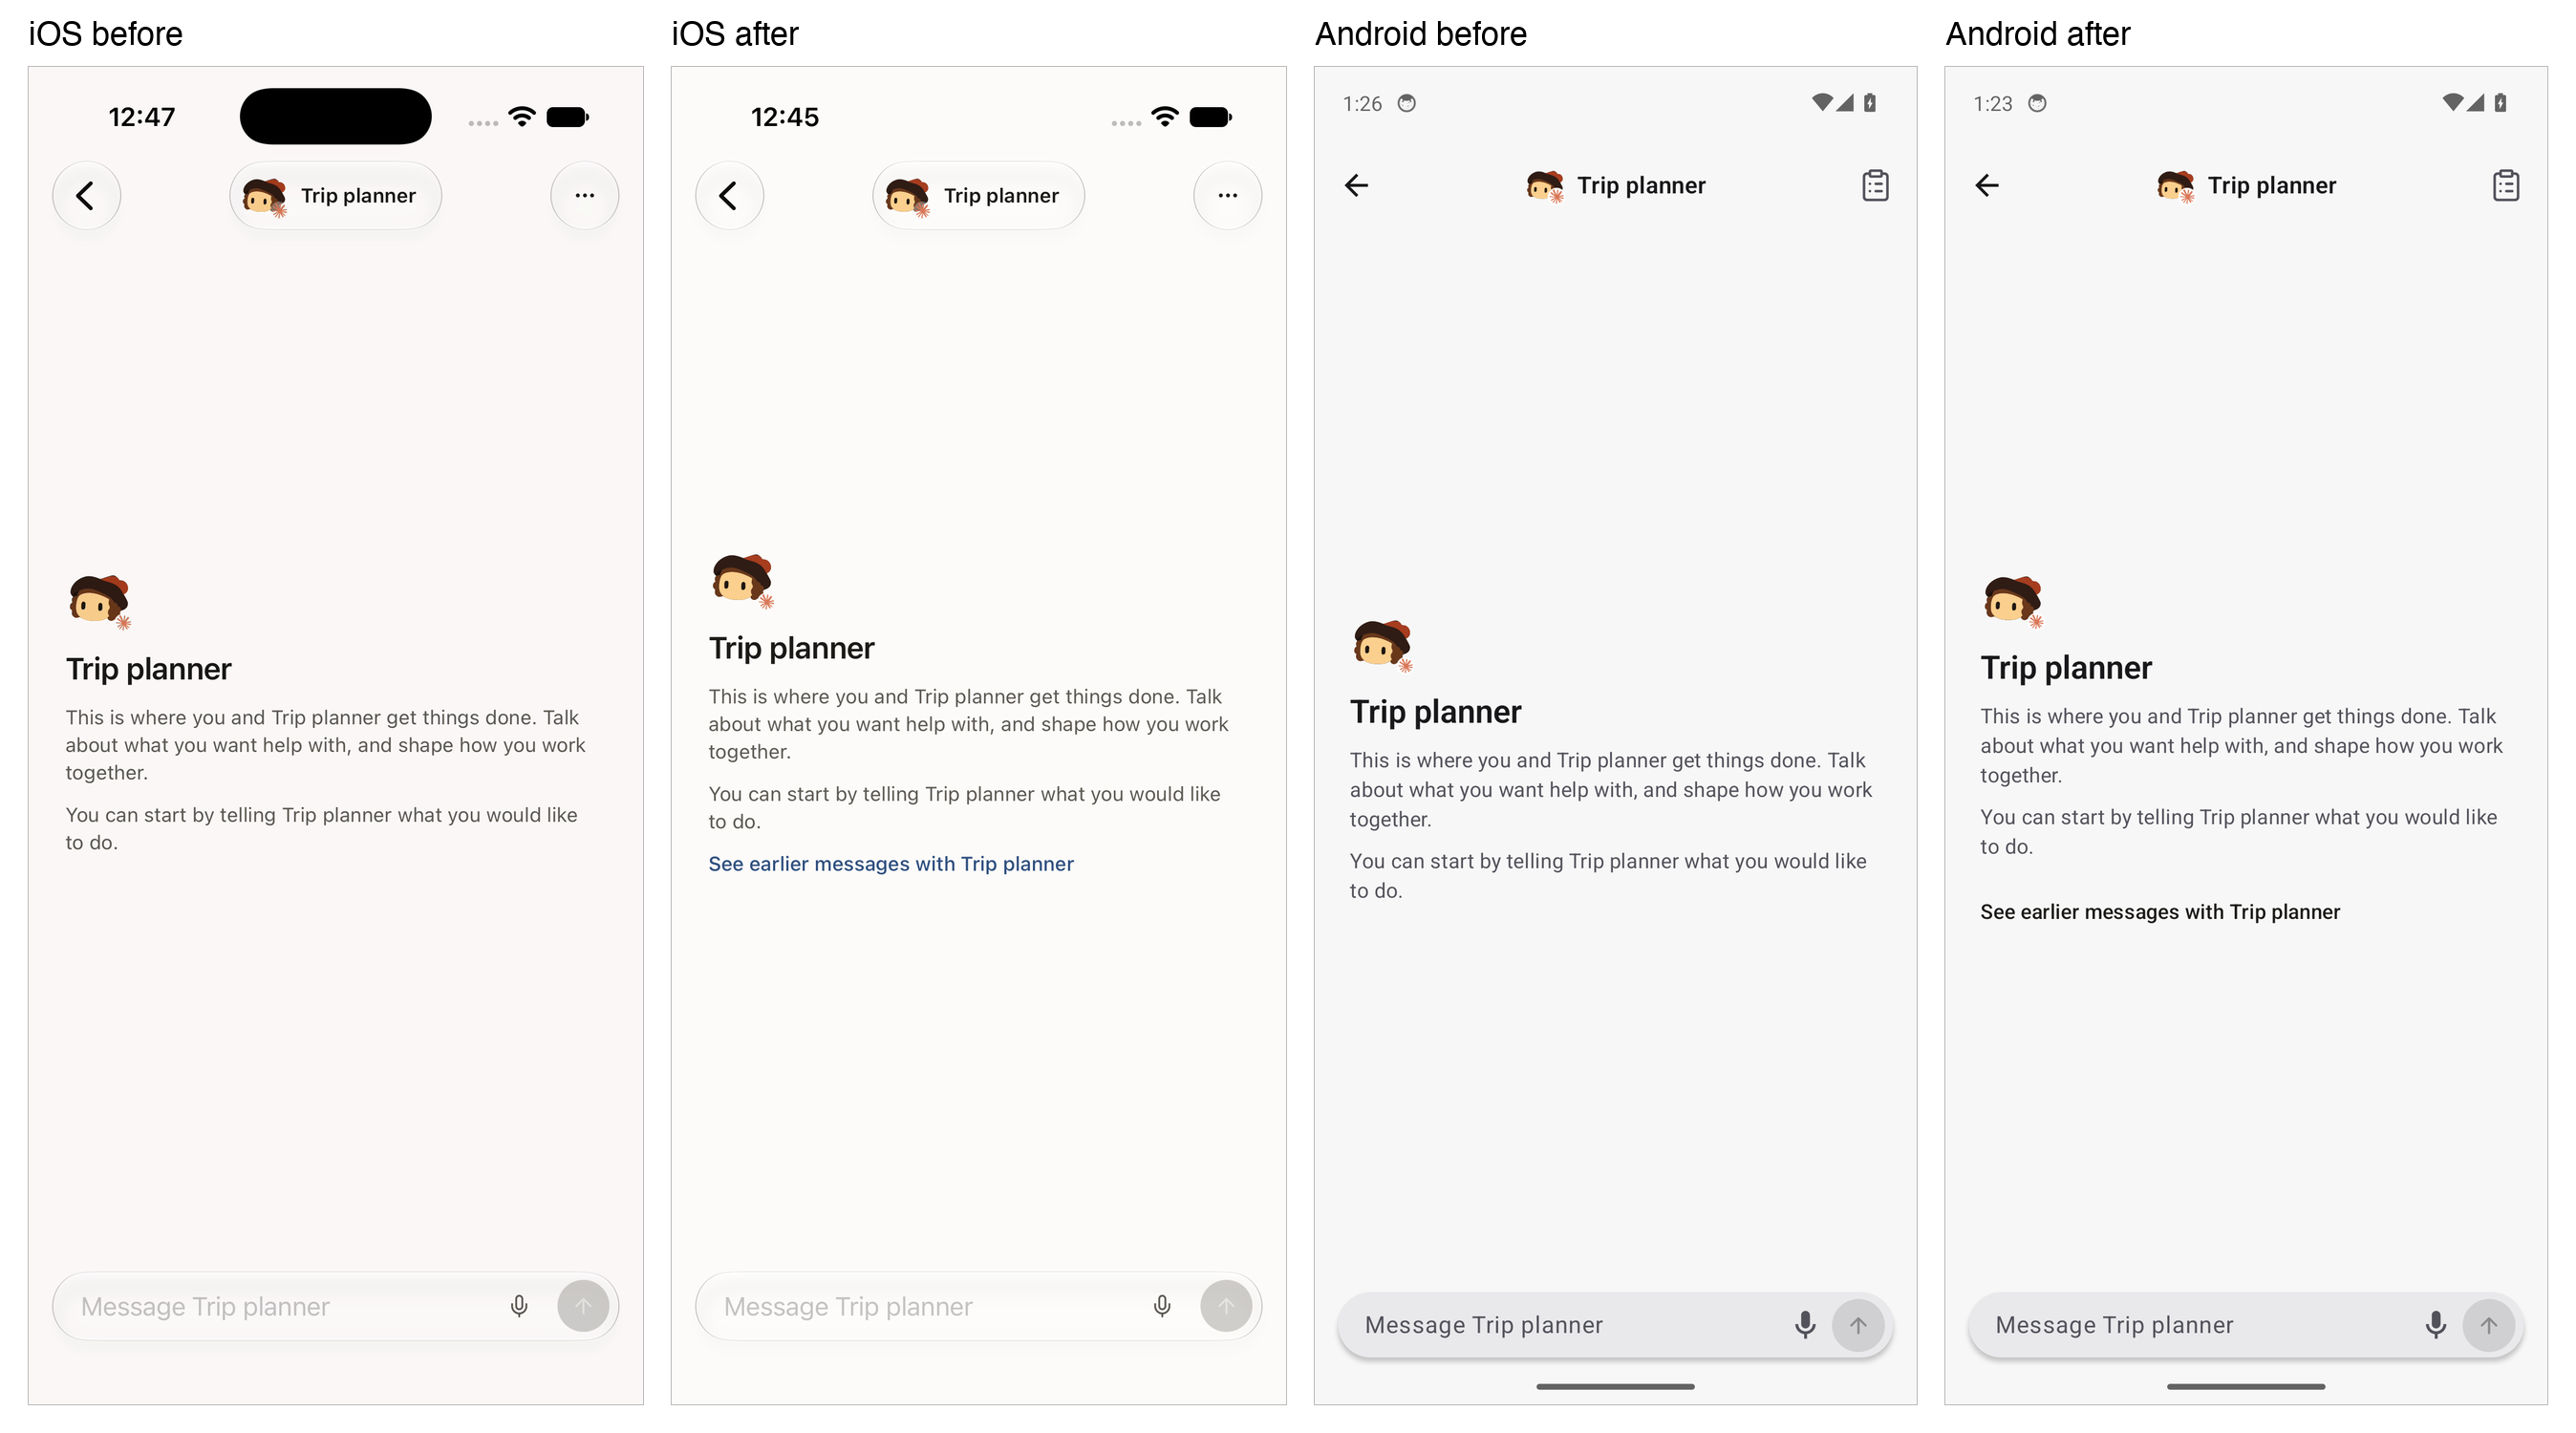 iOS before
12:47
Trip planner
Trip planner
This is where you and Trip planner get things done. Talk
about what you want help with, and shape how you work
together.
You can start by telling Trip planner what you would like
to do.
Message Trip planner
iOS after
12:45
Trip planner
Trip planner
This is where you and Trip planner get things done. Talk
about what you want help with, and shape how you work
together.
You can start by telling Trip planner what you would like
to do.
See earlier messages with Trip planner
Message Trip planner
Android before
1:26
Trip planner
Trip planner
This is where you and Trip planner get things done. Talk
about what you want help with, and shape how you work
together.
You can start by telling Trip planner what you would like
to do.
Message Trip planner
Android after
1:23
Trip planner
Trip planner
This is where you and Trip planner get things done. Talk
about what you want help with, and shape how you work
together.
You can start by telling Trip planner what you would like
to do.
See earlier messages with Trip planner
Message Trip planner